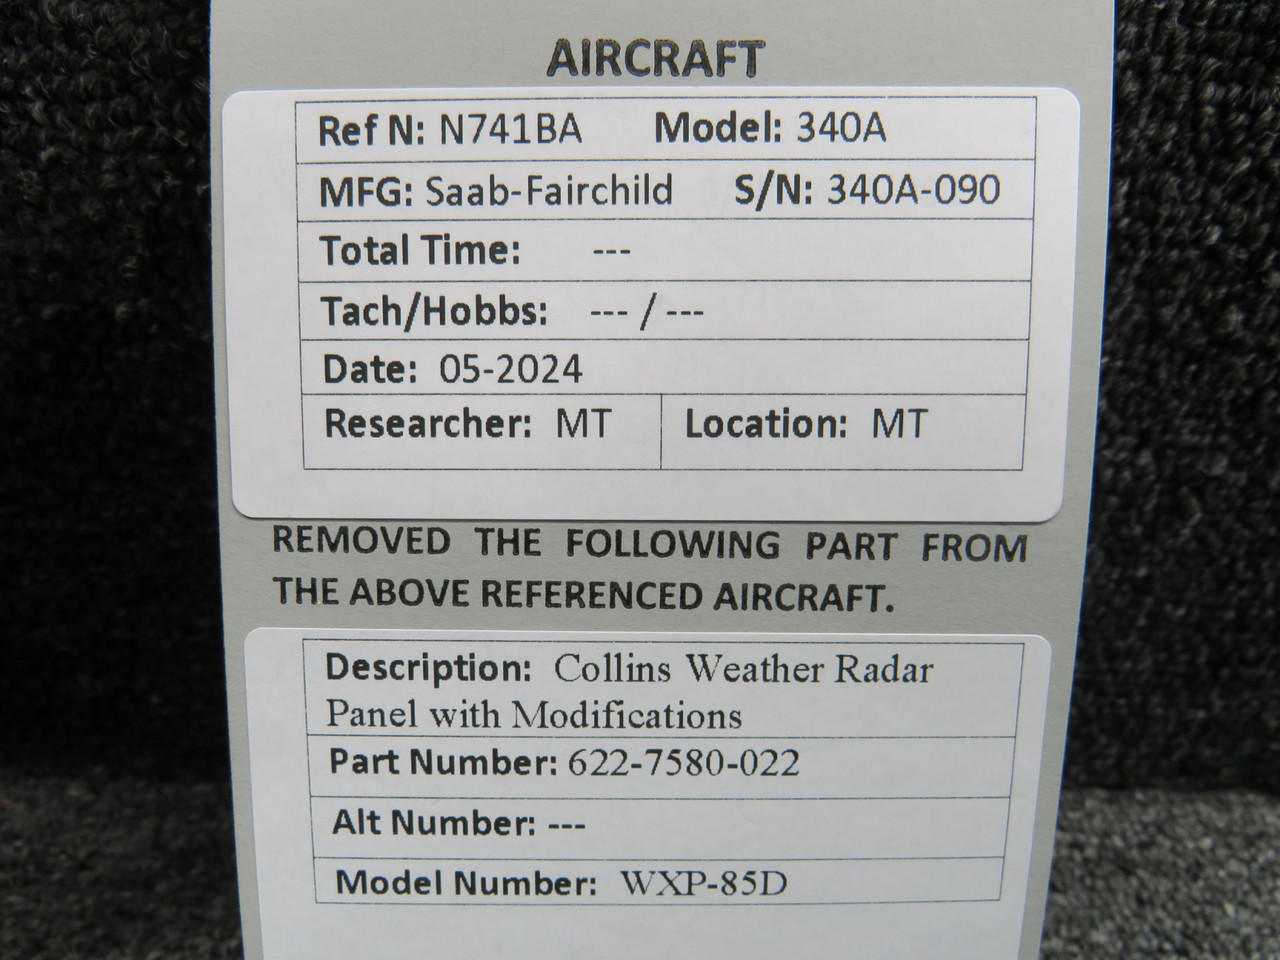 AIRCRAFT
Ref N: N741BA Model: 340A
MFG: Saab-Fairchild S/N: 340A-090
Total Time: ---
Tach/Hobbs: --- / ---
Date: 05-2024
Researcher: MT Location: MT
REMOVED THE FOLLOWING PART FROM
THE ABOVE REFERENCED AIRCRAFT.
Description: Collins Weather Radar
Panel with Modifications
Part Number: 622-7580-022
Alt Number: ---
Model Number: WXP-85D